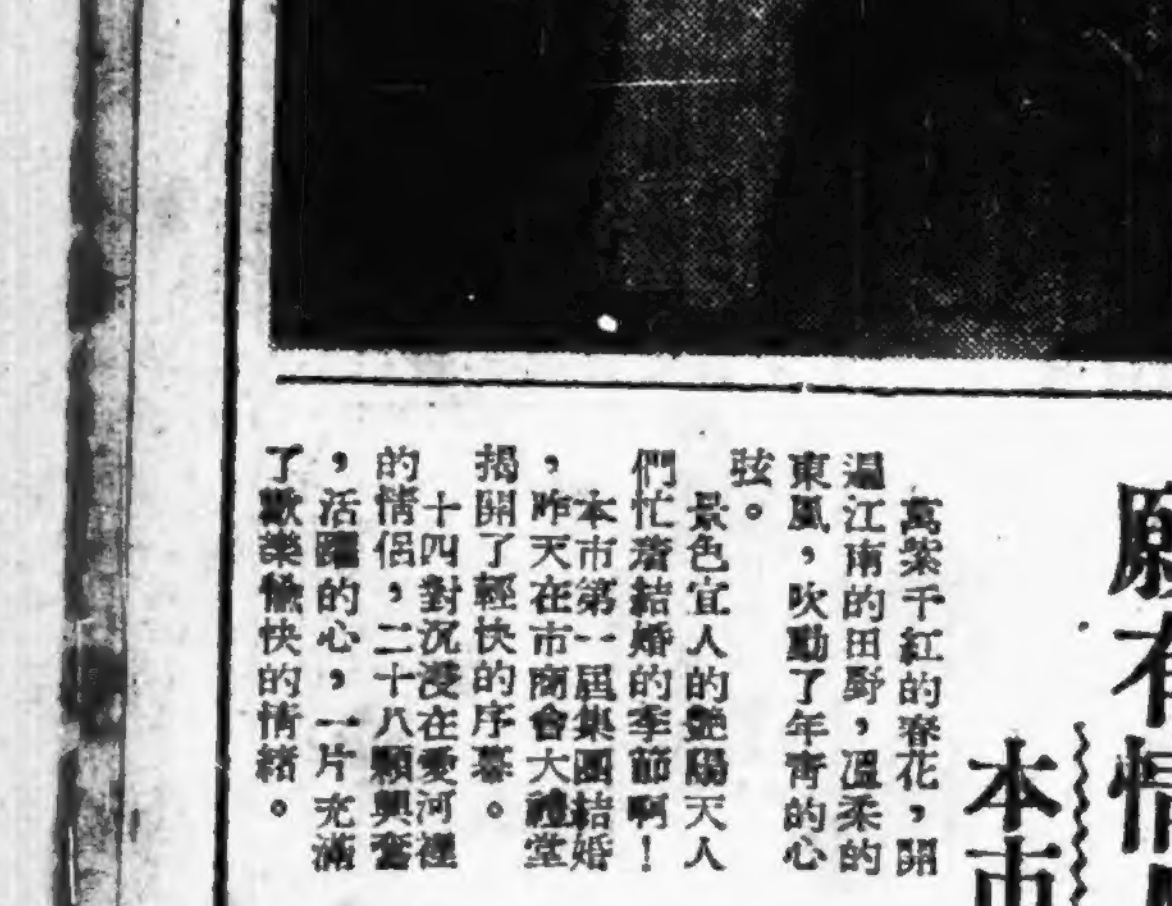 願有情
本市
萬紫千紅的春花，開
遍江南的田野，溫柔的
東風，吹動了年青的心
弦。
景色宜人的艷陽天人
們忙着結婚的季節啊！
本市第一屆集團結婚
，昨天在市商會大禮堂
揭開了輕快的序幕。
十四對沉浸在愛河裡
的情侶，二十八顆興奮
，活躍的心，一片充滿
了歡樂愉快的情緒。